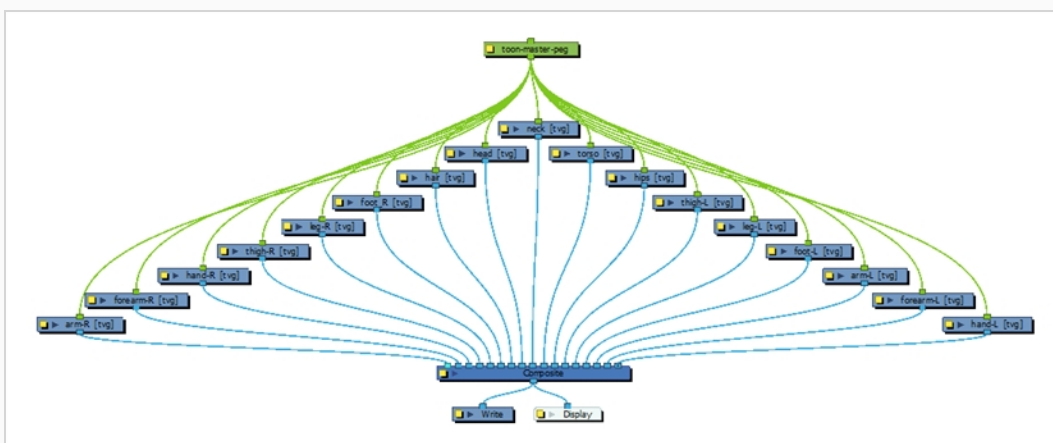 toon-master-peg
neck [tvg]
head [tvg]
torso [tvg]
hair [tvg]
hips [tvg]
foot_R [tvg]
thigh-L [tvg]
leg-R [tvg]
leg-L [tvg]
thigh-R [tvg]
foot-L [tvg]
hand-R [tvg]
arm-L [tvg]
forearm-R [tvg]
forearm-L [tvg]
arm-R [tvg]
hand-L [tvg]
Composite
Write
Display